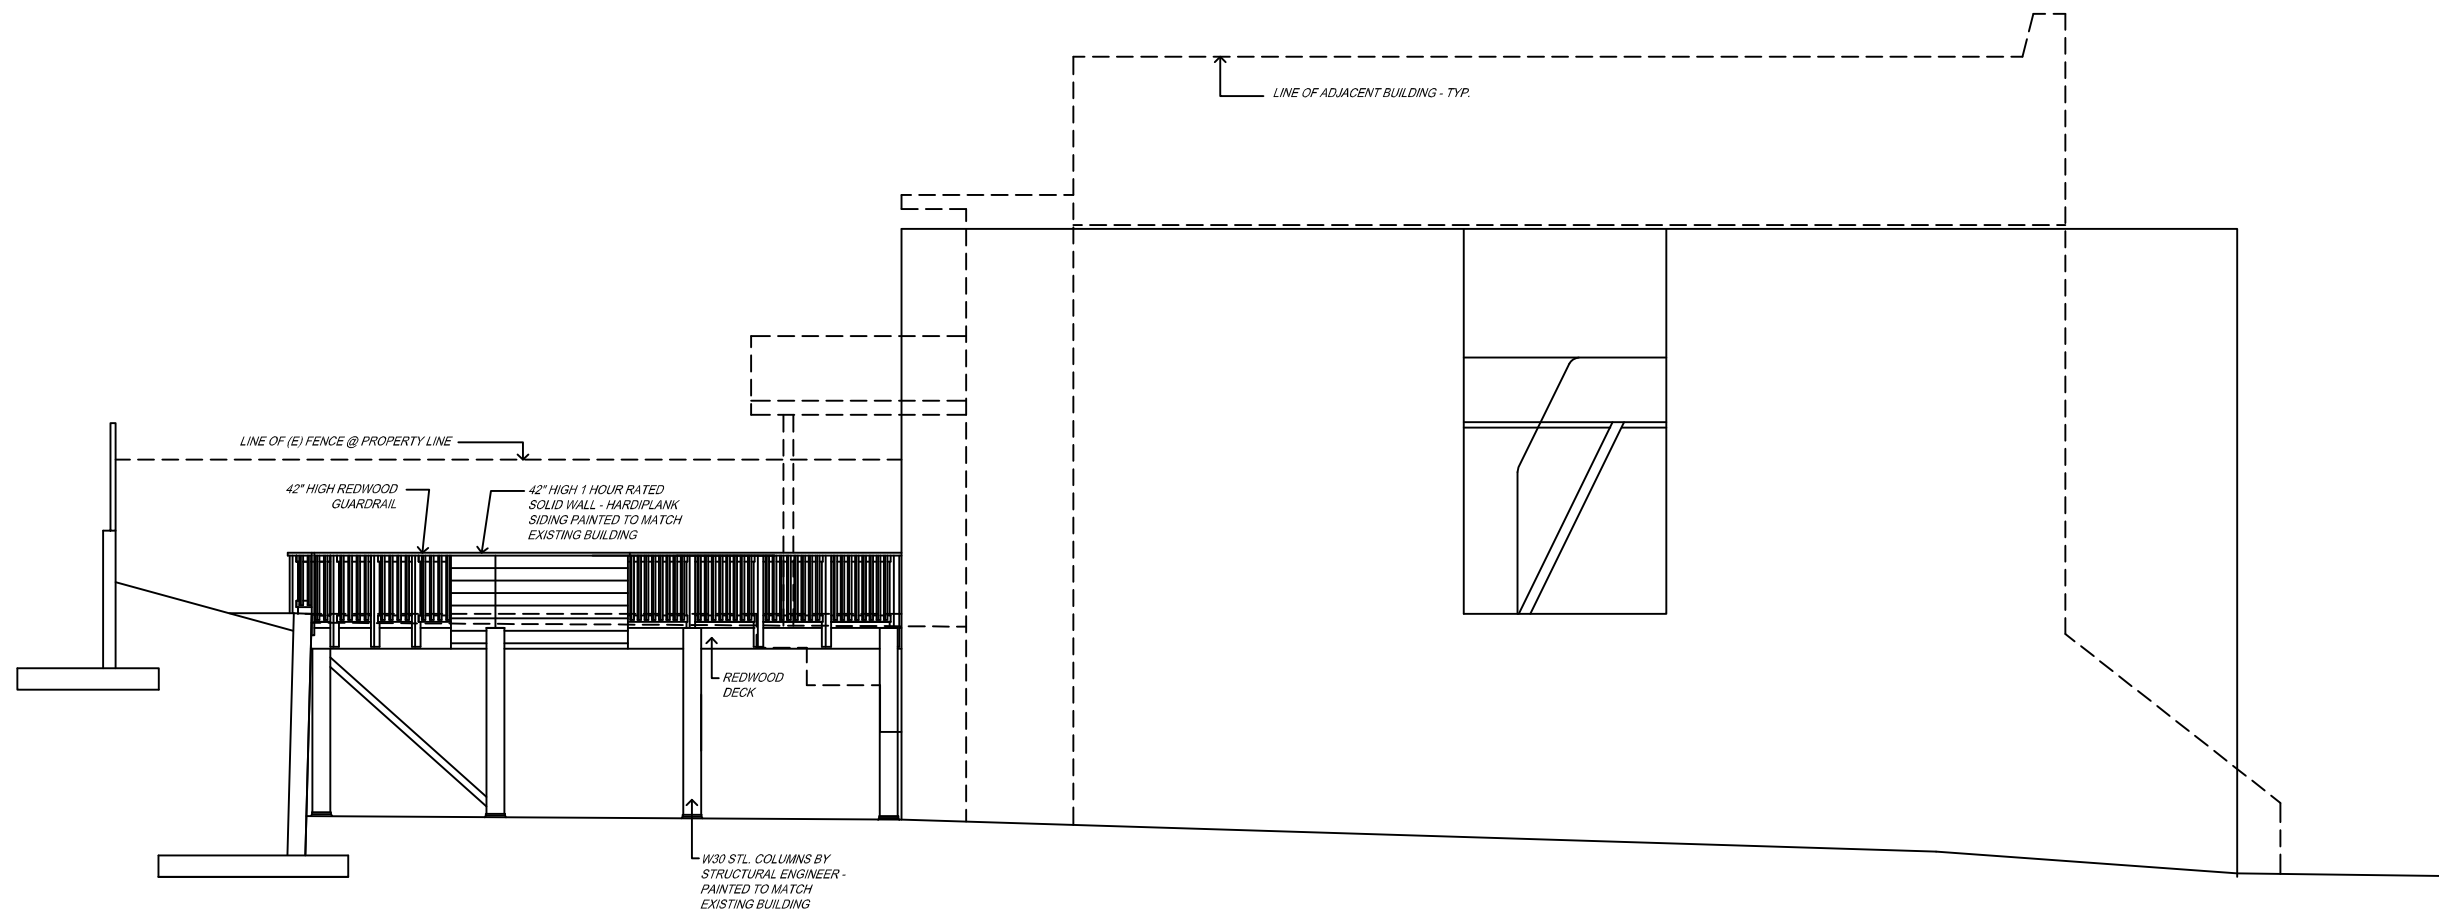 LINE OF ADJACENT BUILDING - TYP.
LINE OF (E) FENCE @ PROPERTY LINE
42" HIGH REDWOOD
GUARDRAIL
42" HIGH 1 HOUR RATED
SOLID WALL - HARDIPLANK
SIDING PAINTED TO MATCH
EXISTING BUILDING
REDWOOD
DECK
W30 STL. COLUMNS BY
STRUCTURAL ENGINEER -
PAINTED TO MATCH
EXISTING BUILDING